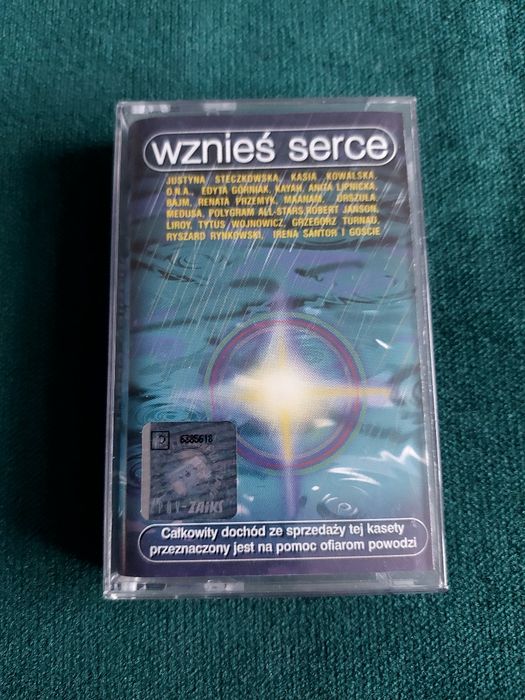 wznieś serce
JUSTYNA STECZKOWSKA, KASIA KOWALSKA,
O.N.A., EDYTA GÓRNIAK, KAYAH, ANITA LIPNICKA,
BAJM, RENATA PRZEMYK, MAANAM, URSZULA,
MEDUSA, POLYGRAM ALL-STARS, ROBERT JANSON,
LIROY, TYTUS WOJNOWICZ, GRZEGORZ TURNAU,
RYSZARD RYNKOWSKI, IRENA SANTOR I GOŚCIE
6385618
-ZAIKS
Całkowity dochód ze sprzedaży tej kasety
przeznaczony jest na pomoc ofiarom powodzi